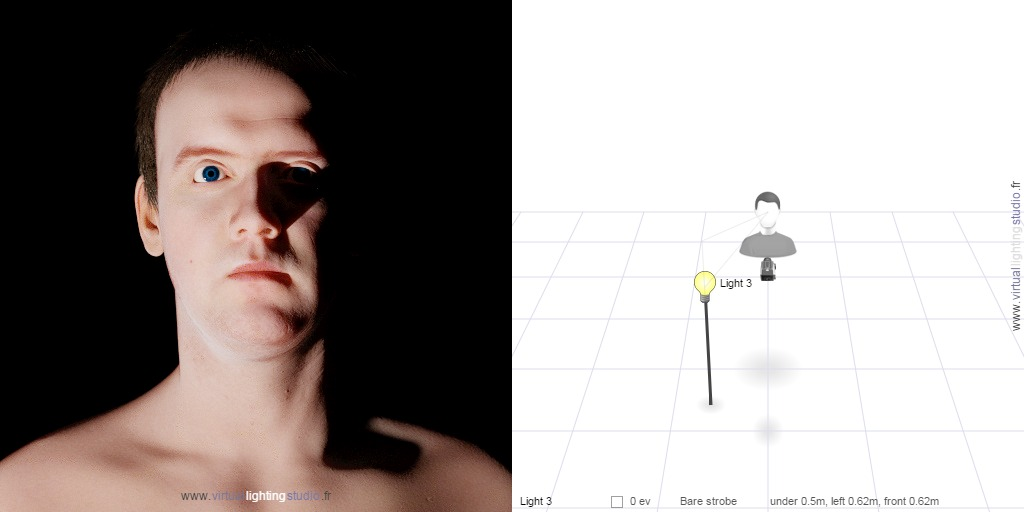 www.virtuallightingstudio.fr
Light 3
www.virtuallightingstudio.fr
Light 3 0 ev Bare strobe under 0.5m, left 0.62m, front 0.62m